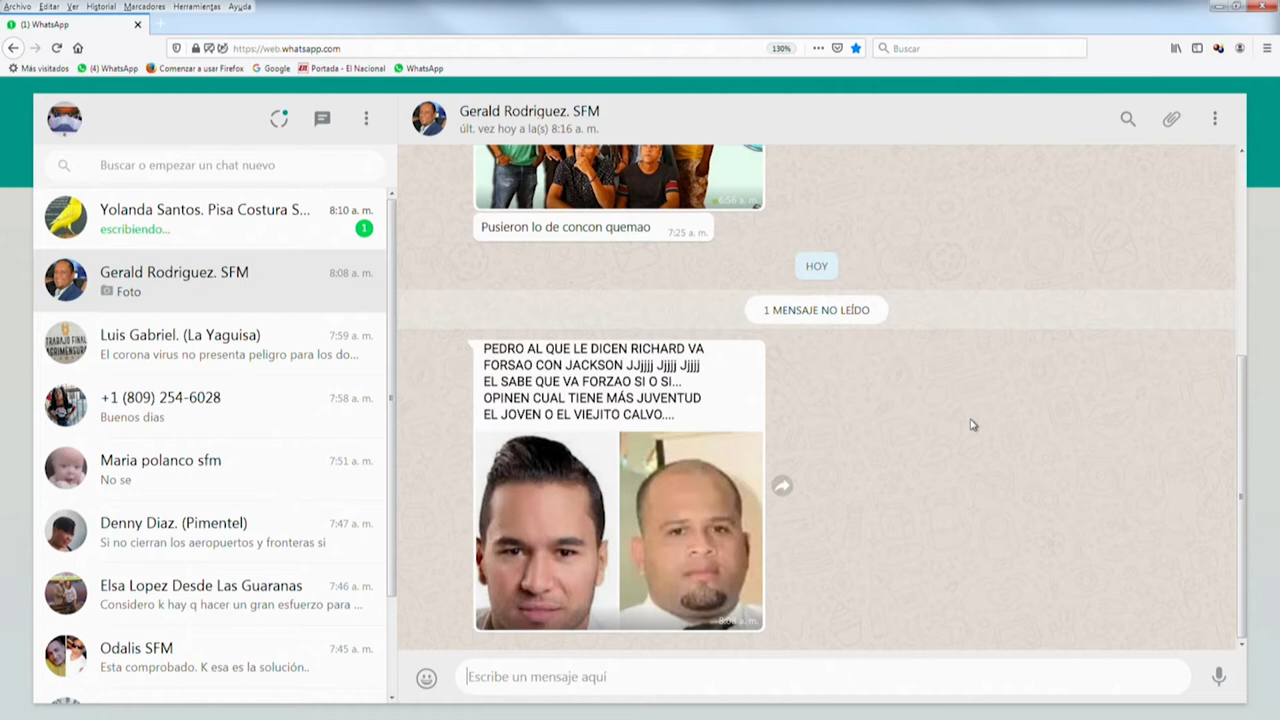 Archivo Editar Ver Historial Marcadores Herramientas Ayuda
(1) WhatsApp
https://web.whatsapp.com
130%
Buscar
Más visitados
(4) WhatsApp
Comenzar a usar Firefox
Google
Portada - El Nacional
WhatsApp
Buscar o empezar un chat nuevo
Yolanda Santos. Pisa Costura S... 8:10 a. m.
escribiendo... 1
Gerald Rodriguez. SFM 8:08 a. m.
Foto
Luis Gabriel. (La Yaguisa) 7:59 a. m.
El corona virus no presenta peligro para los do...
TRABAJO FINAL
AGRIMENSURA
+1 (809) 254-6028 7:58 a. m.
Buenos dias
Maria polanco sfm 7:51 a. m.
No se
Denny Diaz. (Pimentel) 7:47 a. m.
Si no cierran los aeropuertos y fronteras si
Elsa Lopez Desde Las Guaranas 7:46 a. m.
Considero k hay q hacer un gran esfuerzo para ...
Odalis SFM 7:45 a. m.
Esta comprobado. K esa es la solución..
Gerald Rodriguez. SFM
últ. vez hoy a la(s) 8:16 a. m.
6:56 a. m.
Pusieron lo de concon quemao 7:25 a. m.
HOY
1 MENSAJE NO LEÍDO
PEDRO AL QUE LE DICEN RICHARD VA
FORSAO CON JACKSON JJjjjj Jjjjj Jjjjj
EL SABE QUE VA FORZAO SI O SI...
OPINEN CUAL TIENE MÁS JUVENTUD
EL JOVEN O EL VIEJITO CALVO....
8:08 a. m.
Escribe un mensaje aquí